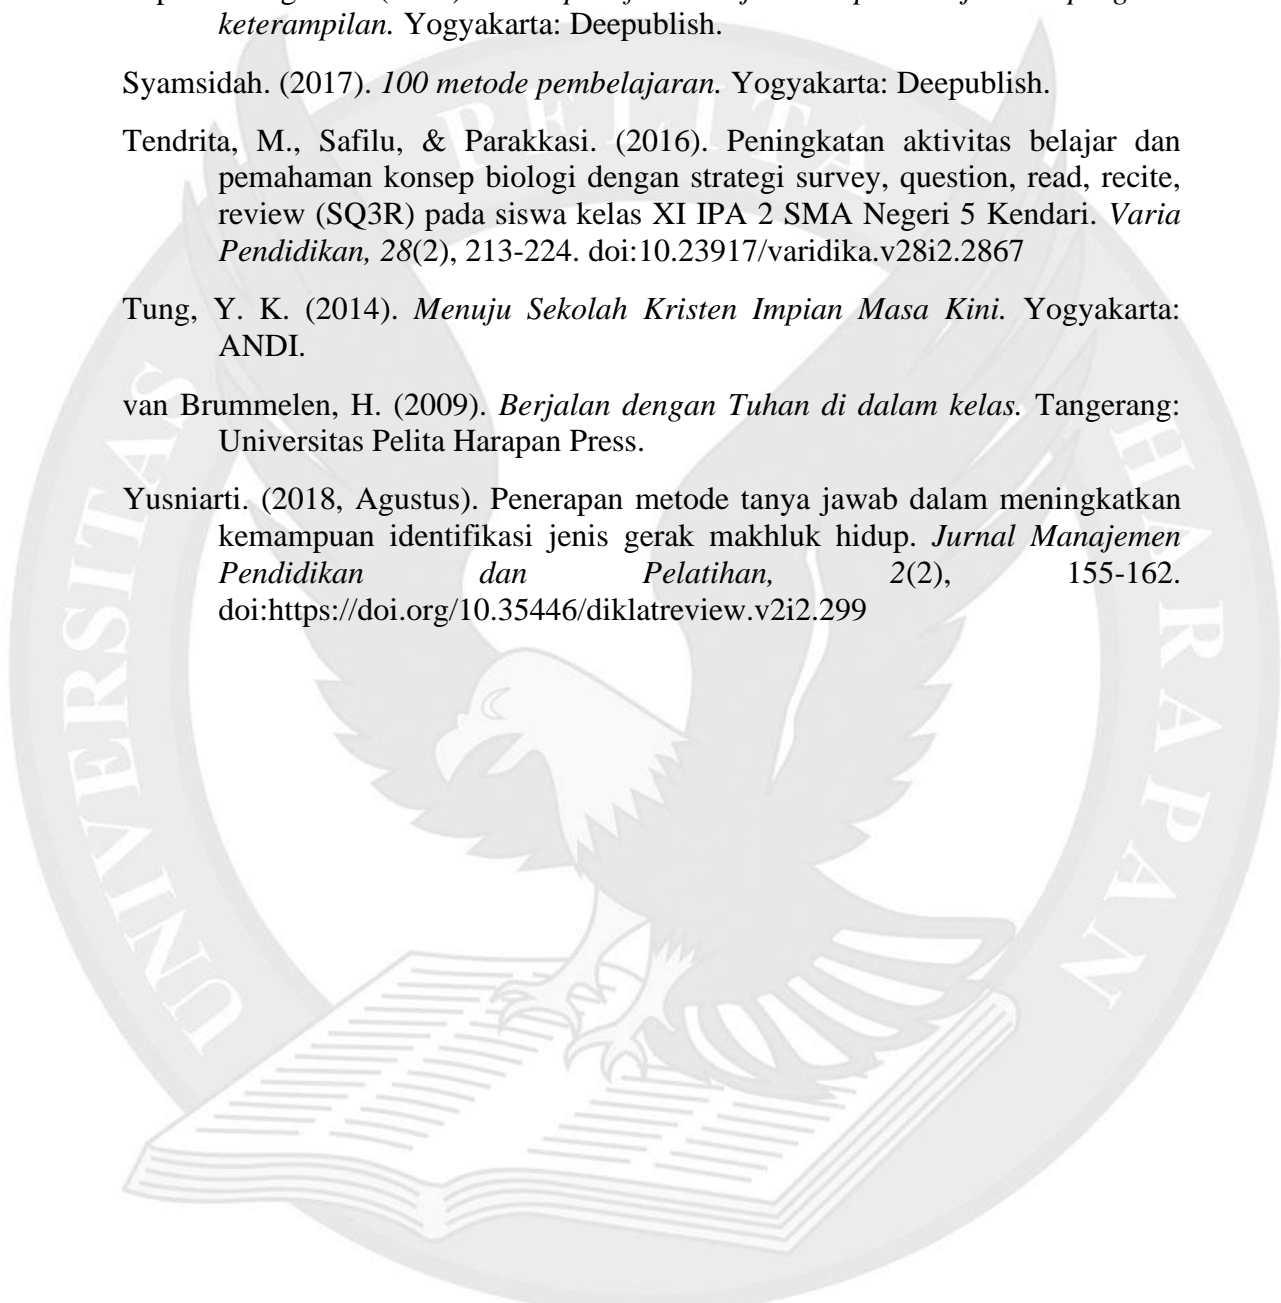 keterampilan. Yogyakarta: Deepublish.
Syamsidah. (2017). 100 metode pembelajaran. Yogyakarta: Deepublish.
Tendrita, M., Safilu, & Parakkasi. (2016). Peningkatan aktivitas belajar dan
pemahaman konsep biologi dengan strategi survey, question, read, recite,
review (SQ3R) pada siswa kelas XI IPA 2 SMA Negeri 5 Kendari. Varia
Pendidikan, 28(2), 213-224. doi:10.23917/varidika.v28i2.2867
Tung, Y. K. (2014). Menuju Sekolah Kristen Impian Masa Kini. Yogyakarta:
ANDI.
van Brummelen, H. (2009). Berjalan dengan Tuhan di dalam kelas. Tangerang:
Universitas Pelita Harapan Press.
Yusniarti. (2018, Agustus). Penerapan metode tanya jawab dalam meningkatkan
kemampuan identifikasi jenis gerak makhluk hidup. Jurnal Manajemen
Pendidikan dan Pelatihan, 2(2), 155-162.
doi:https://doi.org/10.35446/diklatreview.v2i2.299
UNIVERSITAS PELITA HARAPAN